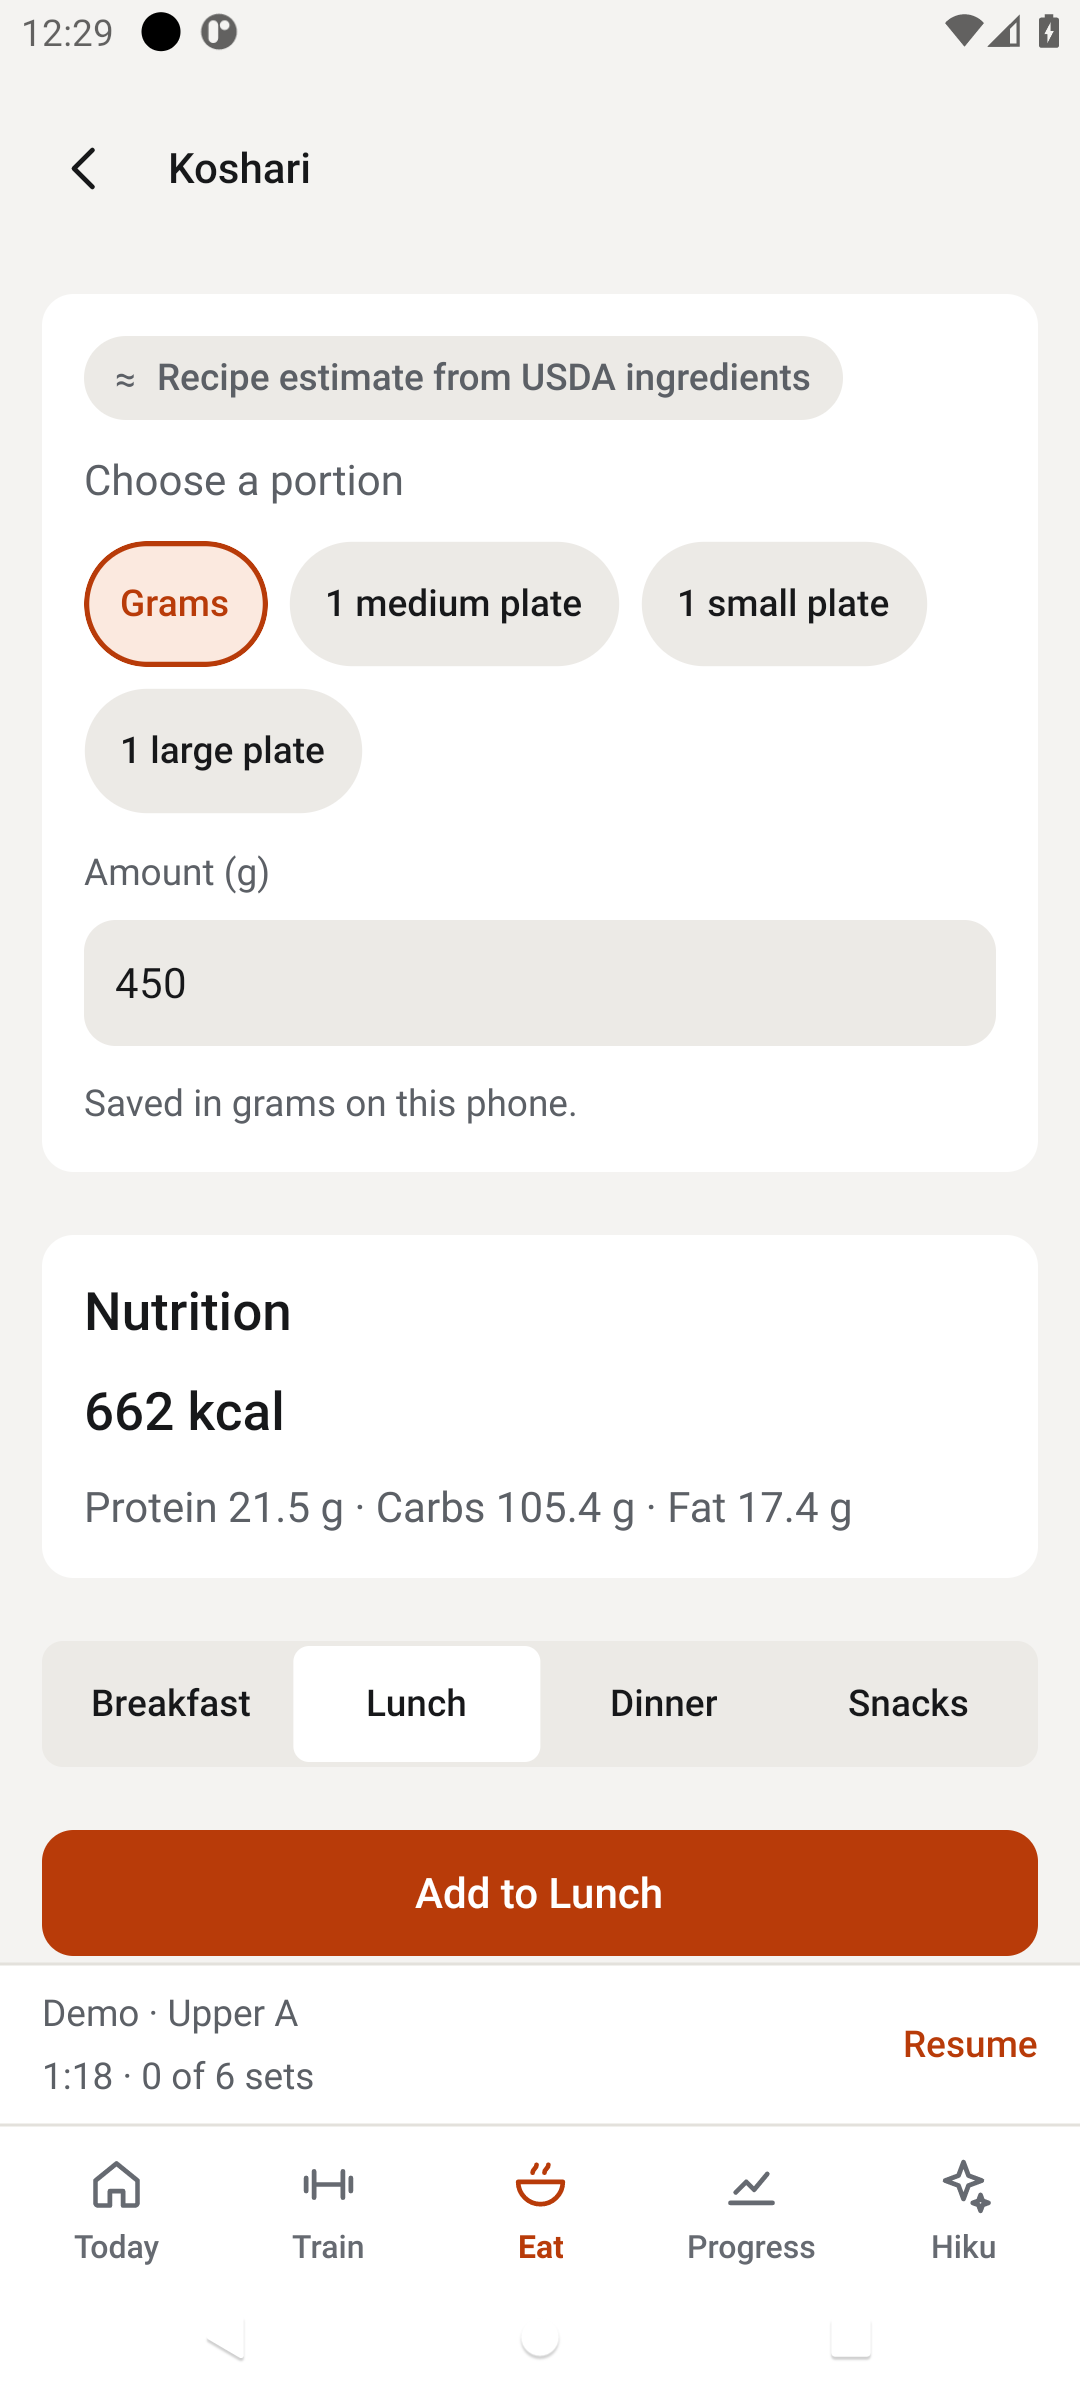 12:29
Koshari
≈ Recipe estimate from USDA ingredients
Choose a portion
Grams
1 medium plate
1 small plate
1 large plate
Amount (g)
450
Saved in grams on this phone.
Nutrition
662 kcal
Protein 21.5 g · Carbs 105.4 g · Fat 17.4 g
Breakfast
Lunch
Dinner
Snacks
Add to Lunch
Demo · Upper A
1:18 · 0 of 6 sets
Resume
Today
Train
Eat
Progress
Hiku